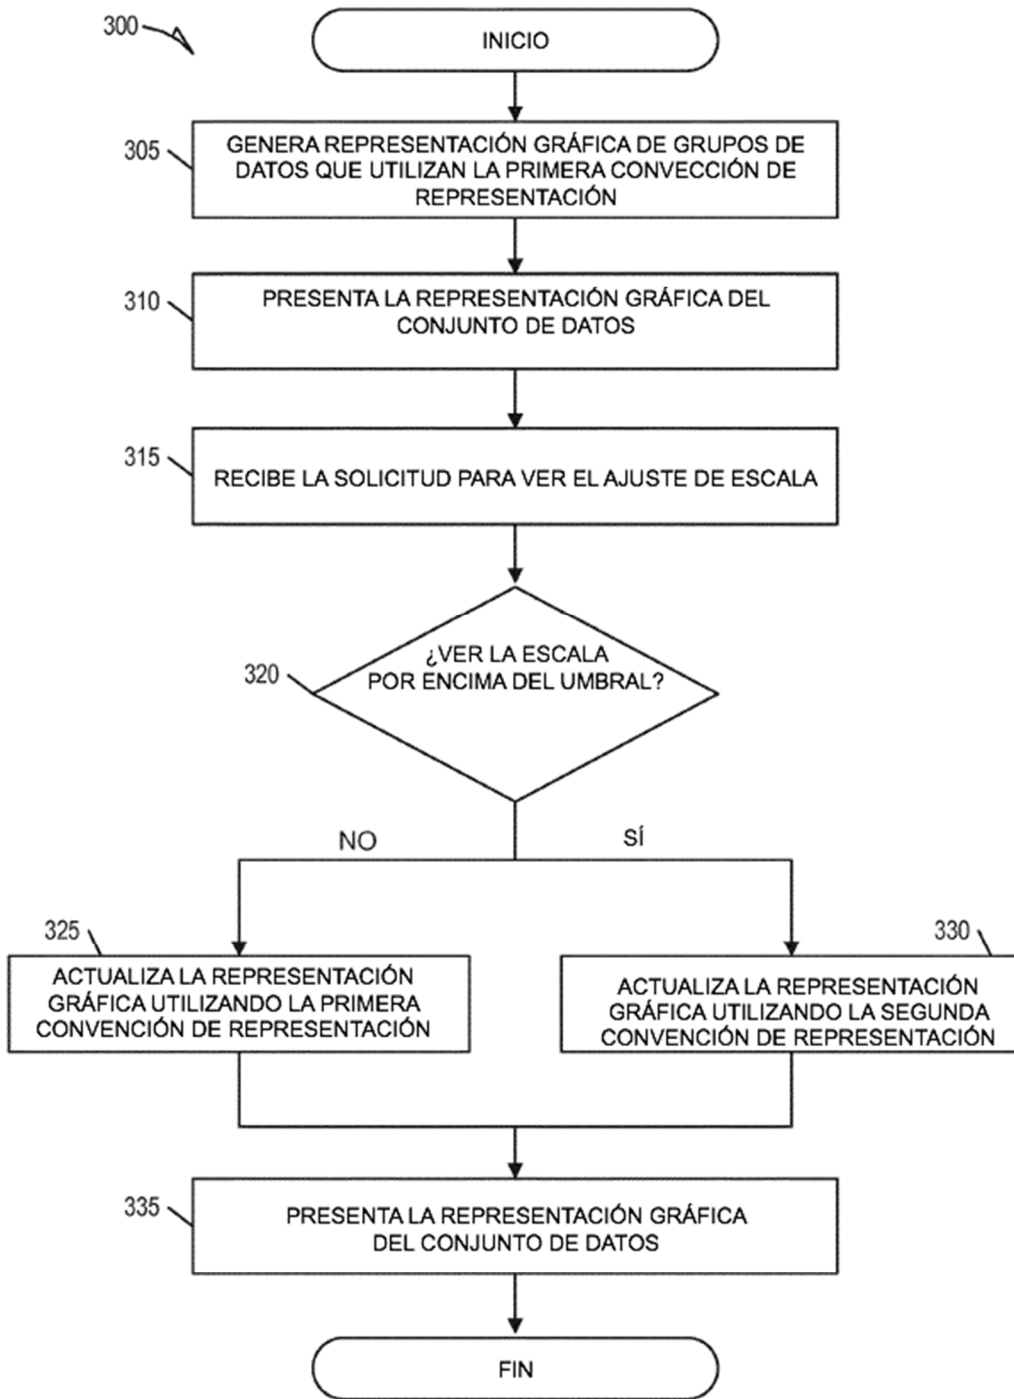 300
INICIO
305
GENERA REPRESENTACIÓN GRÁFICA DE GRUPOS DE
DATOS QUE UTILIZAN LA PRIMERA CONVECCIÓN DE
REPRESENTACIÓN
310
PRESENTA LA REPRESENTACIÓN GRÁFICA DEL
CONJUNTO DE DATOS
315
RECIBE LA SOLICITUD PARA VER EL AJUSTE DE ESCALA
320
¿VER LA ESCALA
POR ENCIMA DEL UMBRAL?
NO
SÍ
325
ACTUALIZA LA REPRESENTACIÓN
GRÁFICA UTILIZANDO LA PRIMERA
CONVENCIÓN DE REPRESENTACIÓN
330
ACTUALIZA LA REPRESENTACIÓN
GRÁFICA UTILIZANDO LA SEGUNDA
CONVENCIÓN DE REPRESENTACIÓN
335
PRESENTA LA REPRESENTACIÓN GRÁFICA
DEL CONJUNTO DE DATOS
FIN